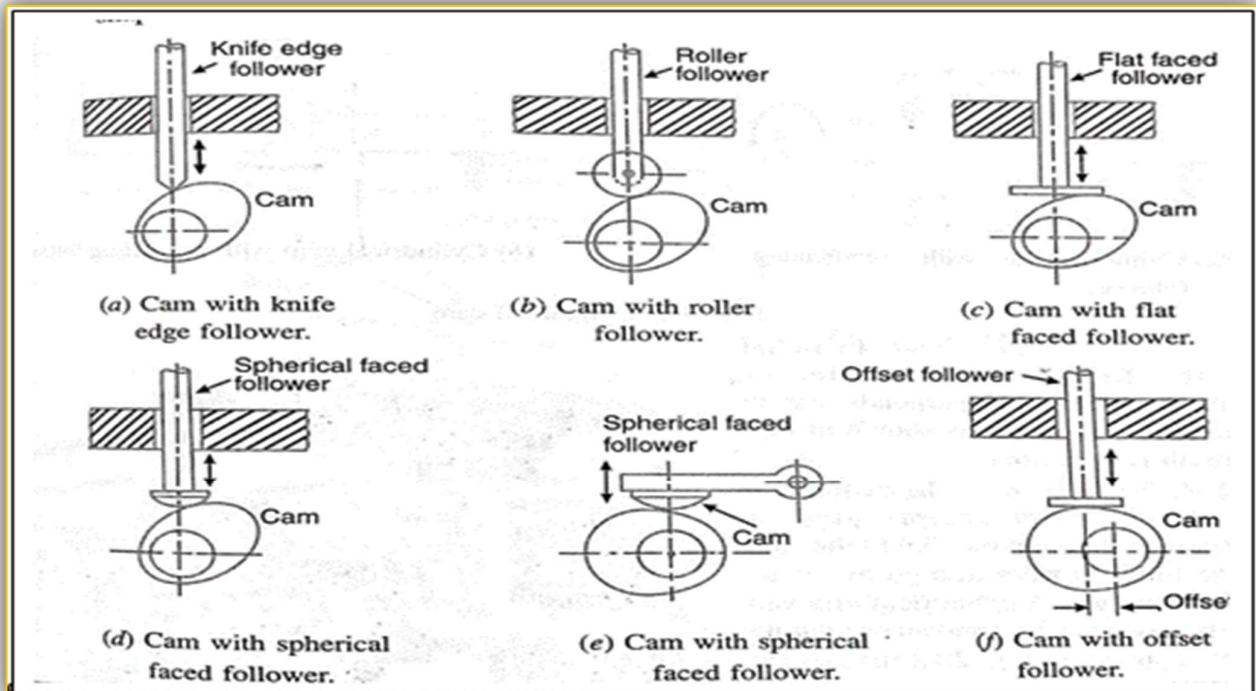 Knife edge
follower
Cam
(a) Cam with knife
edge follower.
Roller
follower
Cam
(b) Cam with roller
follower.
Flat faced
follower
Cam
(c) Cam with flat
faced follower.
Spherical faced
follower
Cam
(d) Cam with spherical
faced follower.
Spherical faced
follower
Cam
(e) Cam with spherical
faced follower.
Offset follower
Cam
Offse
(f) Cam with offset
follower.